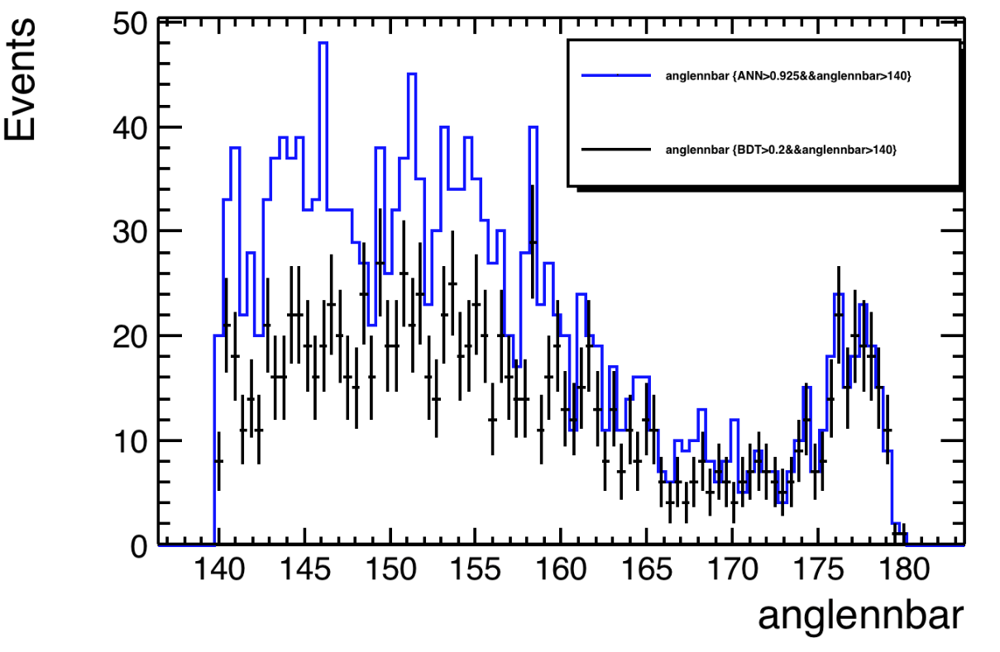 Events
50
40
30
20
10
0
anglennbar {ANN>0.925&&anglennbar>140}
anglennbar {BDT>0.2&&anglennbar>140}
140 145 150 155 160 165 170 175 180
anglennbar